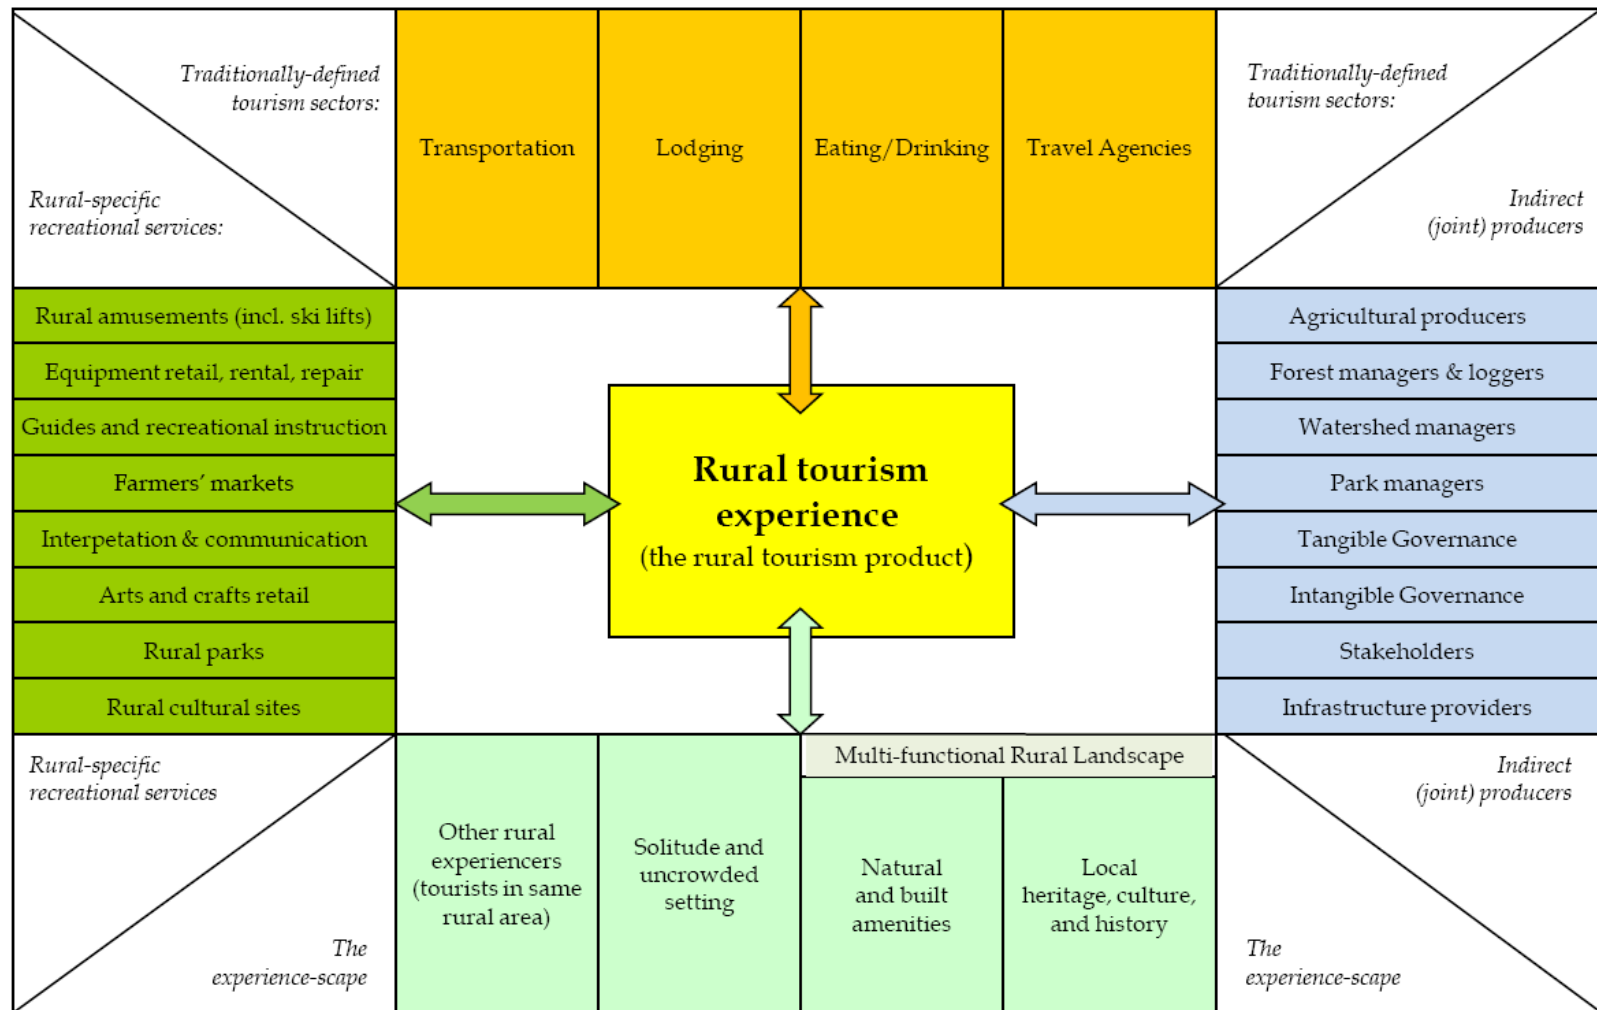 Traditionally-defined
tourism sectors:
Rural-specific
recreational services:
Transportation
Lodging
Eating/Drinking
Travel Agencies
Traditionally-defined
tourism sectors:
Indirect
(joint) producers
Rural amusements (incl. ski lifts)
Equipment retail, rental, repair
Guides and recreational instruction
Farmers’ markets
Interpetation & communication
Arts and crafts retail
Rural parks
Rural cultural sites
Rural tourism
experience
(the rural tourism product)
Agricultural producers
Forest managers & loggers
Watershed managers
Park managers
Tangible Governance
Intangible Governance
Stakeholders
Infrastructure providers
Rural-specific
recreational services
The
experience-scape
Other rural
experiencers
(tourists in same
rural area)
Solitude and
uncrowded
setting
Multi-functional Rural Landscape
Natural
and built
amenities
Local
heritage, culture,
and history
Indirect
(joint) producers
The
experience-scape